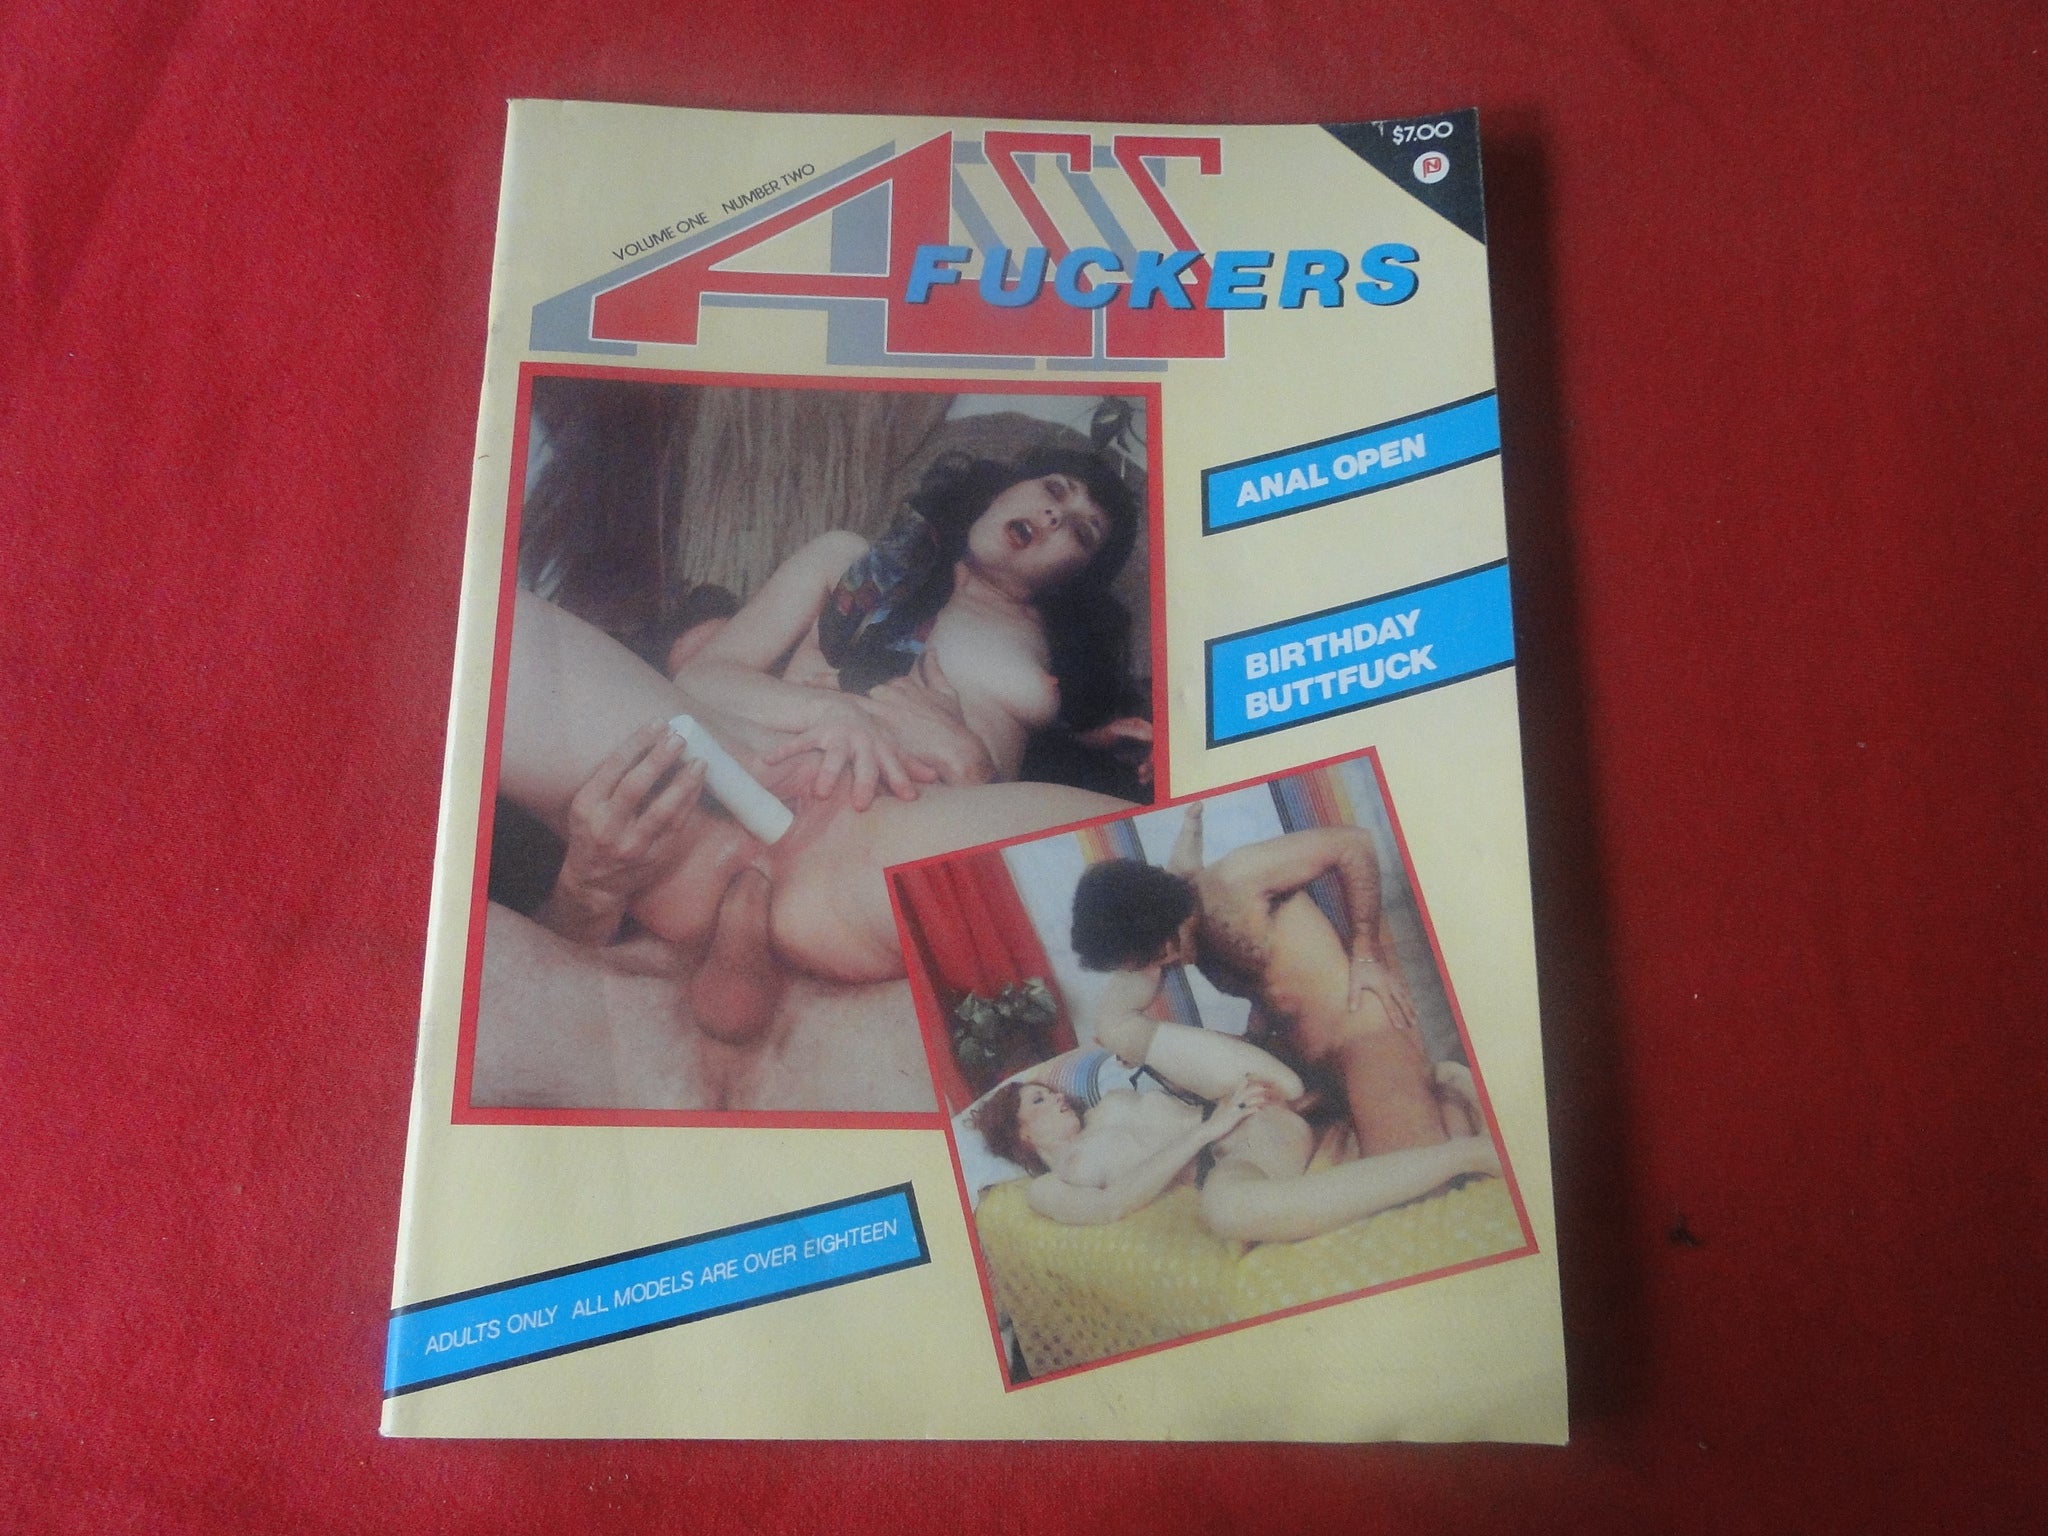 VOLUME ONE NUMBER TWO
$7.00
ASS
FUCKERS
ANAL OPEN
BIRTHDAY
BUTTFUCK
ADULTS ONLY ALL MODELS ARE OVER EIGHTEEN